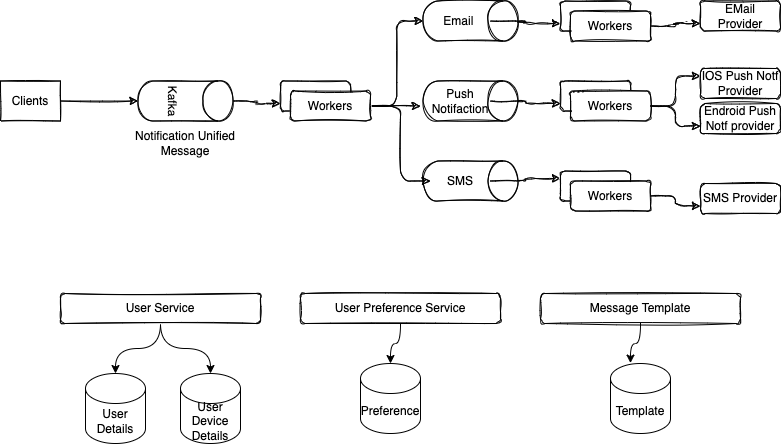 Email
Workers
EMail
Provider
Clients
Kafka
Notification Unified
Message
Workers
Push
Notifaction
Workers
IOS Push Notf
Provider
Endroid Push
Notf provider
SMS
Workers
SMS Provider
User Service
User Preference Service
Message Template
User
Details
User
Device
Details
Preference
Template